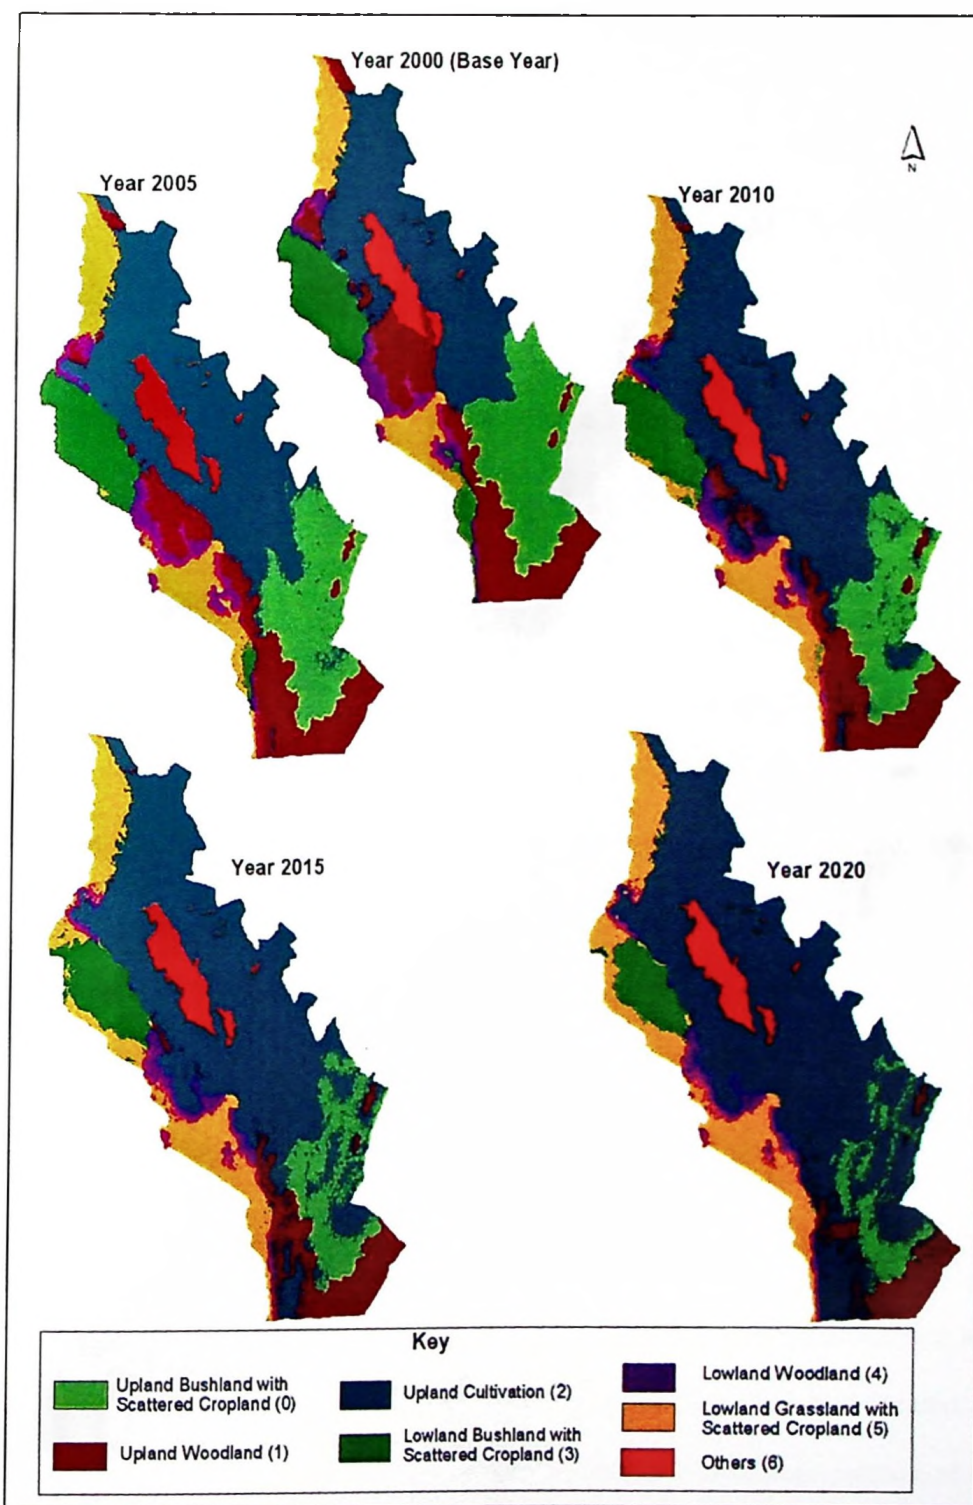 Year 2000 (Base Year)
N
Year 2005
Year 2010
Year 2015
Year 2020
Key
Upland Bushland with
Scattered Cropland (0)
Upland Woodland (1)
Upland Cultivation (2)
Lowland Bushland with
Scattered Cropland (3)
Lowland Woodland (4)
Lowland Grassland with
Scattered Cropland (5)
Others (6)